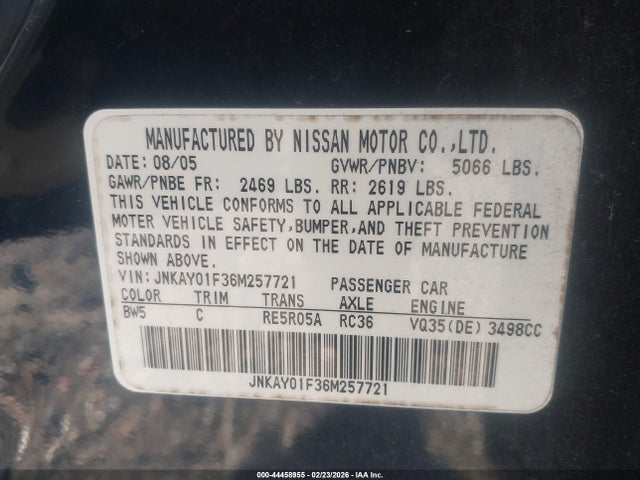 MANUFACTURED BY NISSAN MOTOR CO.,LTD.
DATE: 08/05 GVWR/PNBV: 5066 LBS.
GAWR/PNBE FR: 2469 LBS. RR: 2619 LBS.
THIS VEHICLE CONFORMS TO ALL APPLICABLE FEDERAL
MOTER VEHICLE SAFETY, BUMPER,AND THEFT PREVENTION
STANDARDS IN EFFECT ON THE DATE OF MANUFACTURE
SHOWN ABOVE.
VIN: JNKAY01F36M257721 PASSENGER CAR
COLOR TRIM TRANS AXLE ENGINE
BW5 C RE5R05A RC36 VQ35(DE) 3498CC
JNKAY01F36M257721
000-44458955 - 02/23/2026 - IAA Inc.